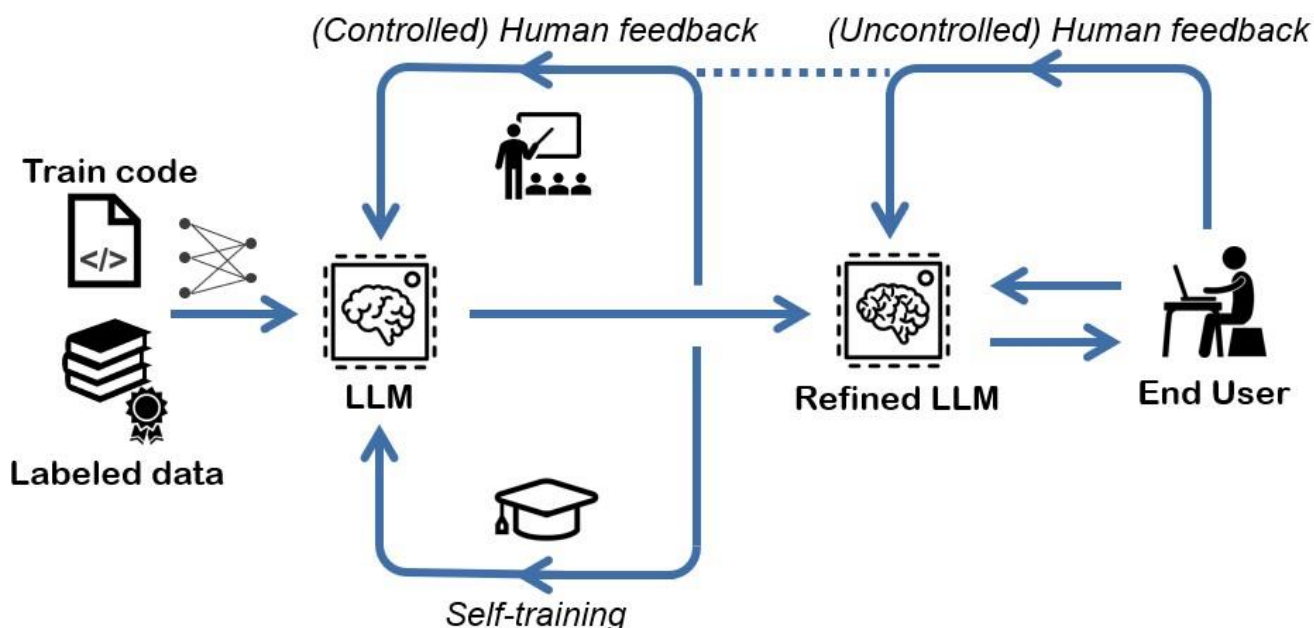 (Controlled) Human feedback
(Uncontrolled) Human feedback
Train code
</>
LLM
Refined LLM
End User
Labeled data
Self-training